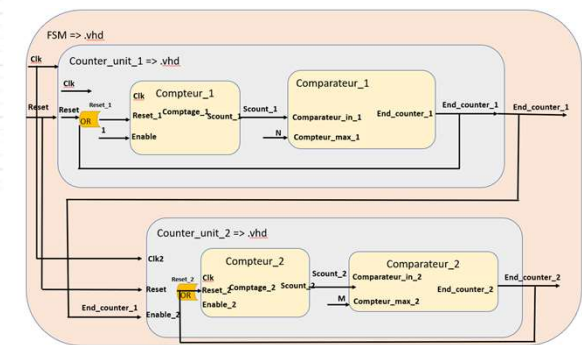 FSM => .vhd
Clk
Counter_unit_1 => .vhd
Clk
Clk
Compteur_1
Comparateur_1
Reset
Reset
Reset_1
OR
Reset_1
Comptage_1
Scount_1
Scount_1
Comparateur_in_1
End_counter_1
End_counter_1
End_counter_1
1
Enable
N
Compteur_max_1
Counter_unit_2 => .vhd
Clk2
Compteur_2
Comparateur_2
Clk
Reset
Reset_2
OR
Reset_2
Comptage_2
Scount_2
Scount_2
Comparateur_in_2
End_counter_2
End_counter_2
End_counter_1
Enable_2
Enable_2
M
Compteur_max_2